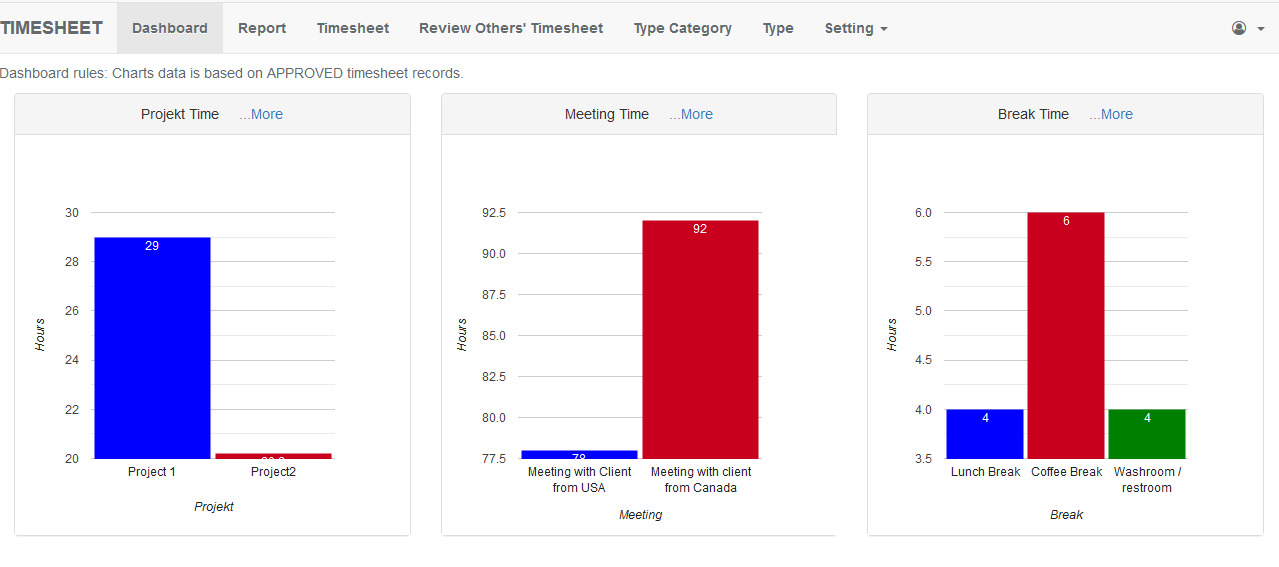 TIMESHEET Dashboard Report Timesheet Review Others' Timesheet Type Category Type Setting
Dashboard rules: Charts data is based on APPROVED timesheet records.
Projekt Time ...More
30
28
26
24
22
20
Hours
29
Project 1
Project2
Projekt
Meeting Time ...More
92.5
90.0
87.5
85.0
82.5
80.0
77.5
Hours
78
92
Meeting with Client
from USA
Meeting with client
from Canada
Meeting
Break Time ...More
6.0
5.5
5.0
4.5
4.0
3.5
Hours
4
6
4
Lunch Break
Coffee Break
Washroom /
restroom
Break